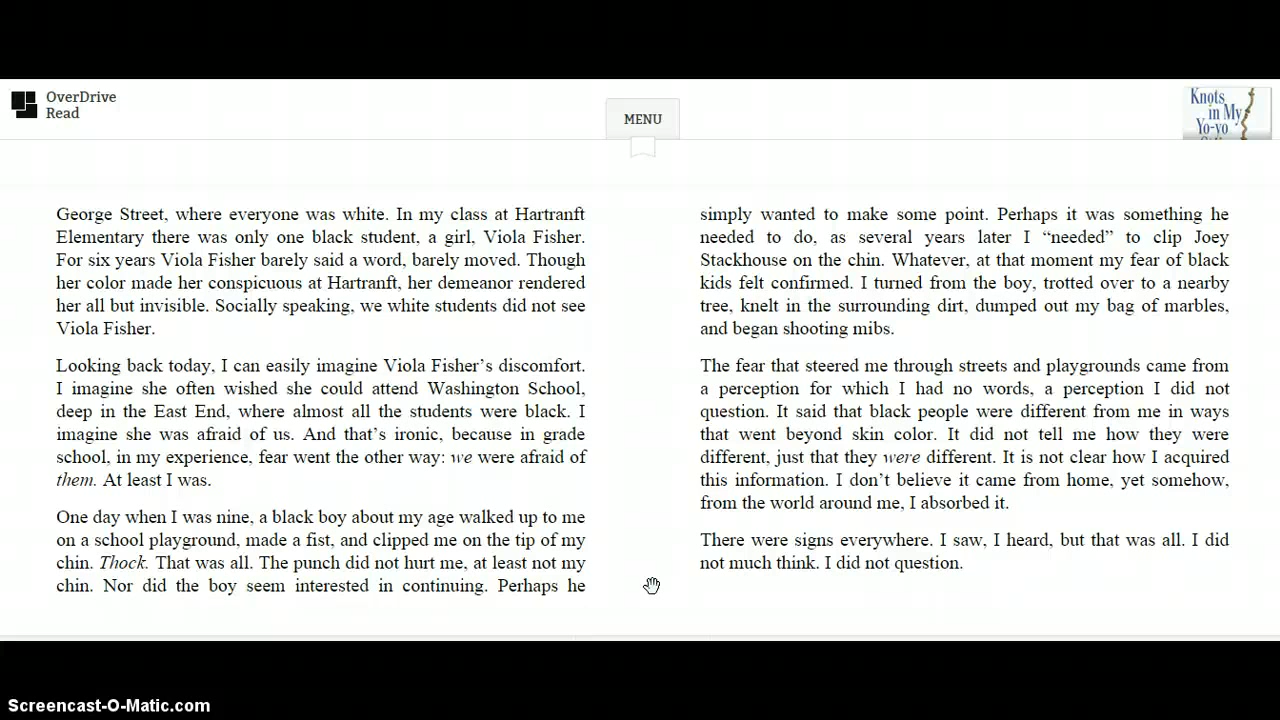 OverDrive
Read
MENU
Knots
in My
Yo-yo
George Street, where everyone was white. In my class at Hartranft
Elementary there was only one black student, a girl, Viola Fisher.
For six years Viola Fisher barely said a word, barely moved. Though
her color made her conspicuous at Hartranft, her demeanor rendered
her all but invisible. Socially speaking, we white students did not see
Viola Fisher.
Looking back today, I can easily imagine Viola Fisher’s discomfort.
I imagine she often wished she could attend Washington School,
deep in the East End, where almost all the students were black. I
imagine she was afraid of us. And that’s ironic, because in grade
school, in my experience, fear went the other way: we were afraid of
them. At least I was.
One day when I was nine, a black boy about my age walked up to me
on a school playground, made a fist, and clipped me on the tip of my
chin. Thock. That was all. The punch did not hurt me, at least not my
chin. Nor did the boy seem interested in continuing. Perhaps he
simply wanted to make some point. Perhaps it was something he
needed to do, as several years later I “needed” to clip Joey
Stackhouse on the chin. Whatever, at that moment my fear of black
kids felt confirmed. I turned from the boy, trotted over to a nearby
tree, knelt in the surrounding dirt, dumped out my bag of marbles,
and began shooting mibs.
The fear that steered me through streets and playgrounds came from
a perception for which I had no words, a perception I did not
question. It said that black people were different from me in ways
that went beyond skin color. It did not tell me how they were
different, just that they were different. It is not clear how I acquired
this information. I don’t believe it came from home, yet somehow,
from the world around me, I absorbed it.
There were signs everywhere. I saw, I heard, but that was all. I did
not much think. I did not question.
Screencast-O-Matic.com